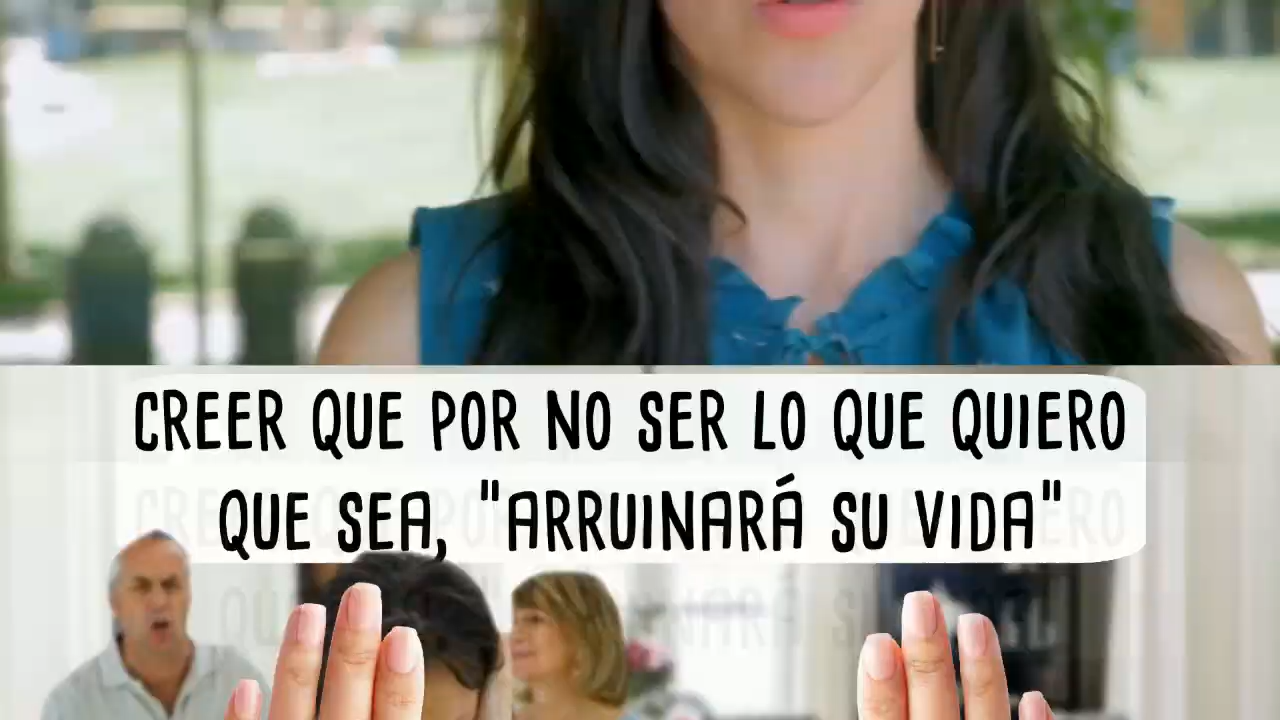 CREER QUE POR NO SER LO QUE QUIERO
QUE SEA, "ARRUINARÁ SU VIDA"